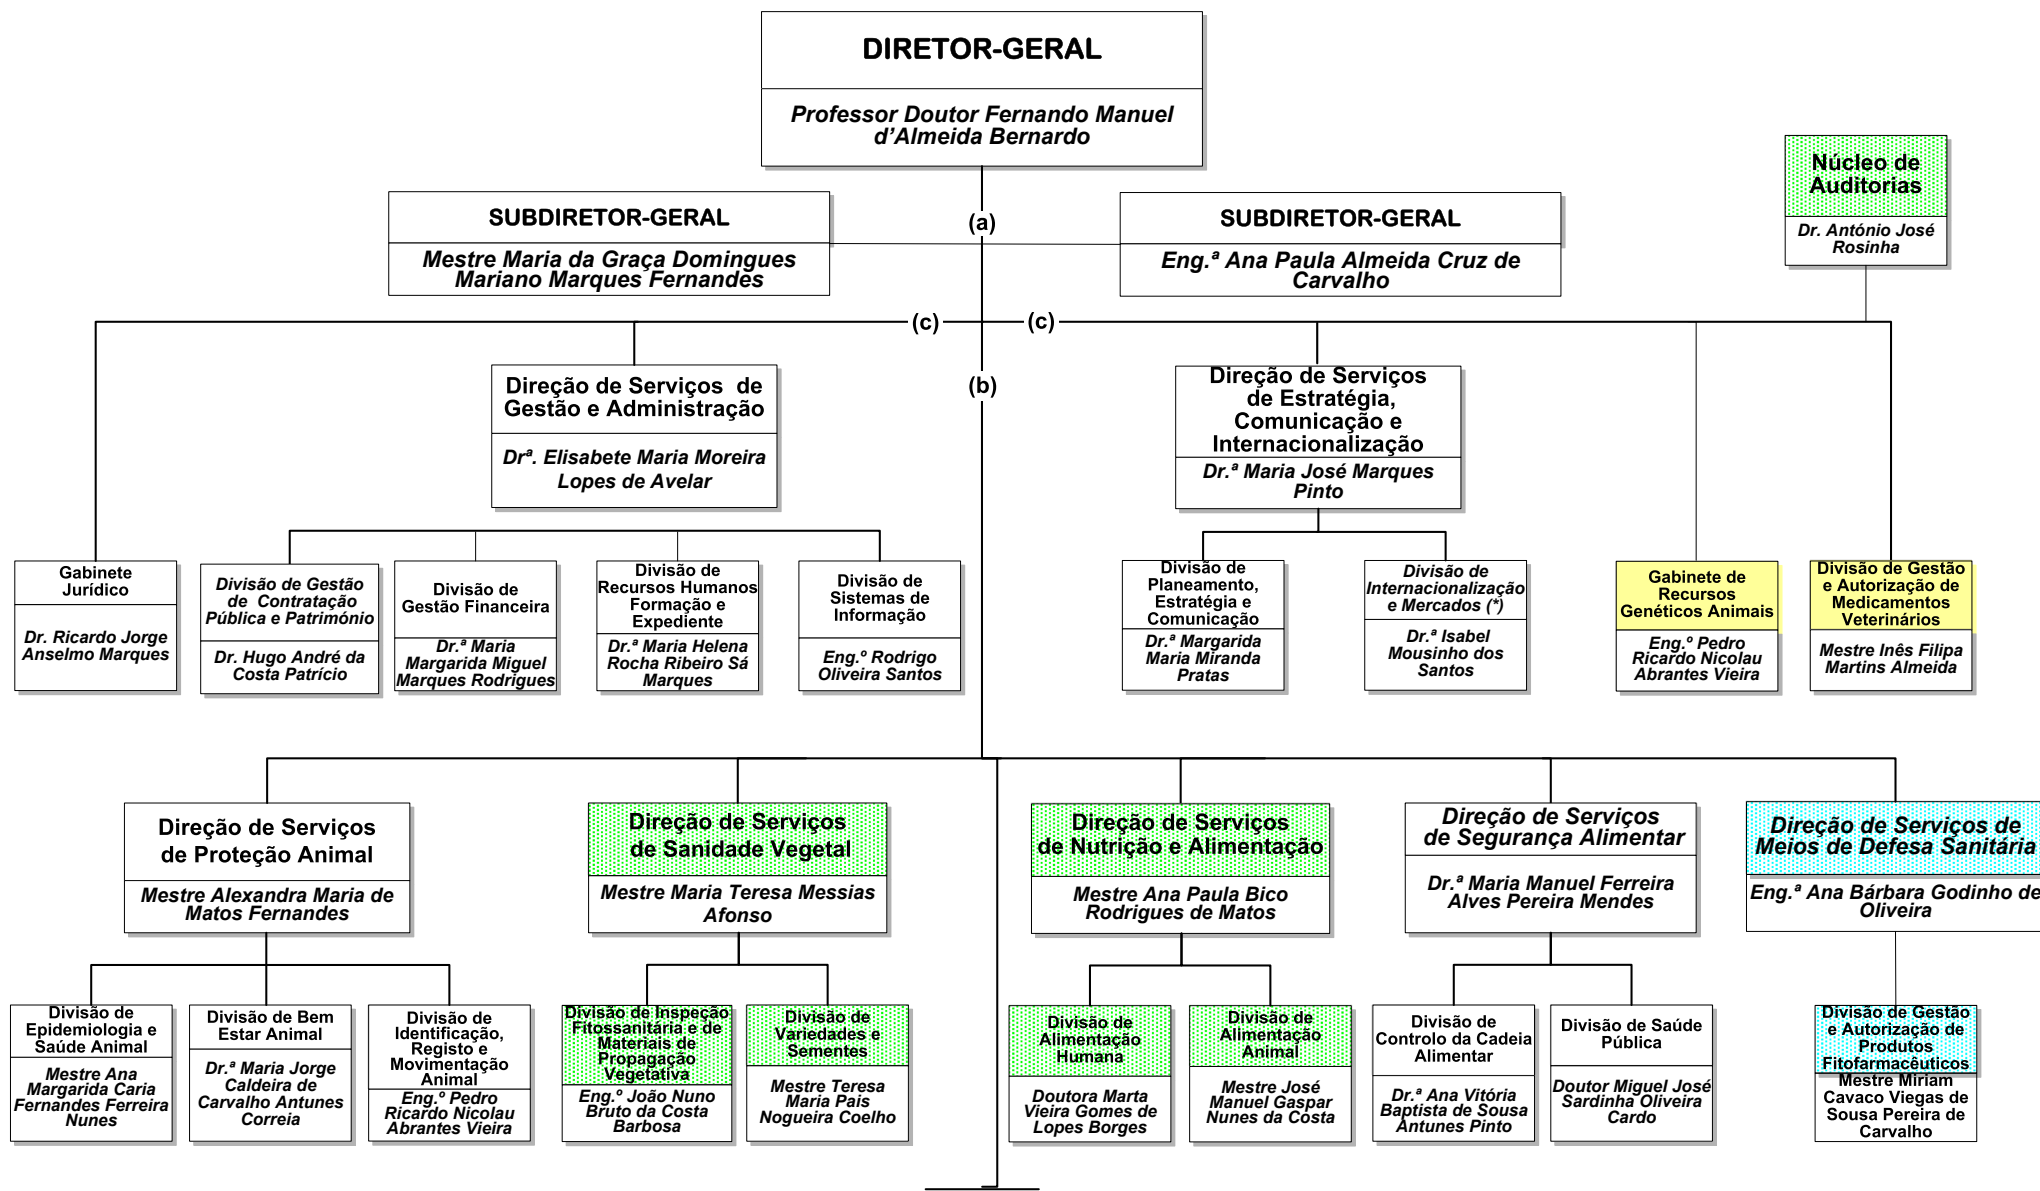 DIRETOR-GERAL
Professor Doutor Fernando Manuel
d'Almeida Bernardo
Núcleo de
Auditorias
Dr. António José
Rosinha
SUBDIRETOR-GERAL
Mestre Maria da Graça Domingues
Mariano Marques Fernandes
(a)
SUBDIRETOR-GERAL
Eng.ª Ana Paula Almeida Cruz de
Carvalho
(c)
(c)
(b)
Direção de Serviços de
Gestão e Administração
Drª. Elisabete Maria Moreira
Lopes de Avelar
Direção de Serviços
de Estratégia,
Comunicação e
Internacionalização
Dr.ª Maria José Marques
Pinto
Gabinete
Jurídico
Dr. Ricardo Jorge
Anselmo Marques
Divisão de Gestão
de Contratação
Pública e Património
Dr. Hugo André da
Costa Patrício
Divisão de
Gestão Financeira
Dr.ª Maria
Margarida Miguel
Marques Rodrigues
Divisão de
Recursos Humanos
Formação e
Expediente
Dr.ª Maria Helena
Rocha Ribeiro Sá
Marques
Divisão de
Sistemas de
Informação
Eng.º Rodrigo
Oliveira Santos
Divisão de
Planeamento,
Estratégia e
Comunicação
Dr.ª Margarida
Maria Miranda
Pratas
Divisão de
Internacionalização
e Mercados (*)
Dr.ª Isabel
Mousinho dos
Santos
Gabinete de
Recursos
Genéticos Animais
Eng.º Pedro
Ricardo Nicolau
Abrantes Vieira
Divisão de Gestão
e Autorização de
Medicamentos
Veterinários
Mestre Inês Filipa
Martins Almeida
Direção de Serviços
de Proteção Animal
Mestre Alexandra Maria de
Matos Fernandes
Direção de Serviços
de Sanidade Vegetal
Mestre Maria Teresa Messias
Afonso
Direção de Serviços
de Nutrição e Alimentação
Mestre Ana Paula Bico
Rodrigues de Matos
Direção de Serviços
de Segurança Alimentar
Dr.ª Maria Manuel Ferreira
Alves Pereira Mendes
Direção de Serviços de
Meios de Defesa Sanitária
Eng.ª Ana Bárbara Godinho de
Oliveira
Divisão de
Epidemiologia e
Saúde Animal
Mestre Ana
Margarida Caria
Fernandes Ferreira
Nunes
Divisão de Bem
Estar Animal
Dr.ª Maria Jorge
Caldeira de
Carvalho Antunes
Correia
Divisão de
Identificação,
Registo e
Movimentação
Animal
Eng.º Pedro
Ricardo Nicolau
Abrantes Vieira
Divisão de Inspeção
Fitossanitária e de
Materiais de
Propagação
Vegetativa
Eng.º João Nuno
Bruto da Costa
Barbosa
Divisão de
Variedades e
Sementes
Mestre Teresa
Maria Pais
Nogueira Coelho
Divisão de
Alimentação
Humana
Doutora Marta
Vieira Gomes de
Lopes Borges
Divisão de
Alimentação
Animal
Mestre José
Manuel Gaspar
Nunes da Costa
Divisão de
Controlo da Cadeia
Alimentar
Dr.ª Ana Vitória
Baptista de Sousa
Antunes Pinto
Divisão de Saúde
Pública
Doutor Miguel José
Sardinha Oliveira
Cardo
Divisão de Gestão
e Autorização de
Produtos
Fitofarmacêuticos
Mestre Miriam
Cavaco Viegas de
Sousa Pereira de
Carvalho